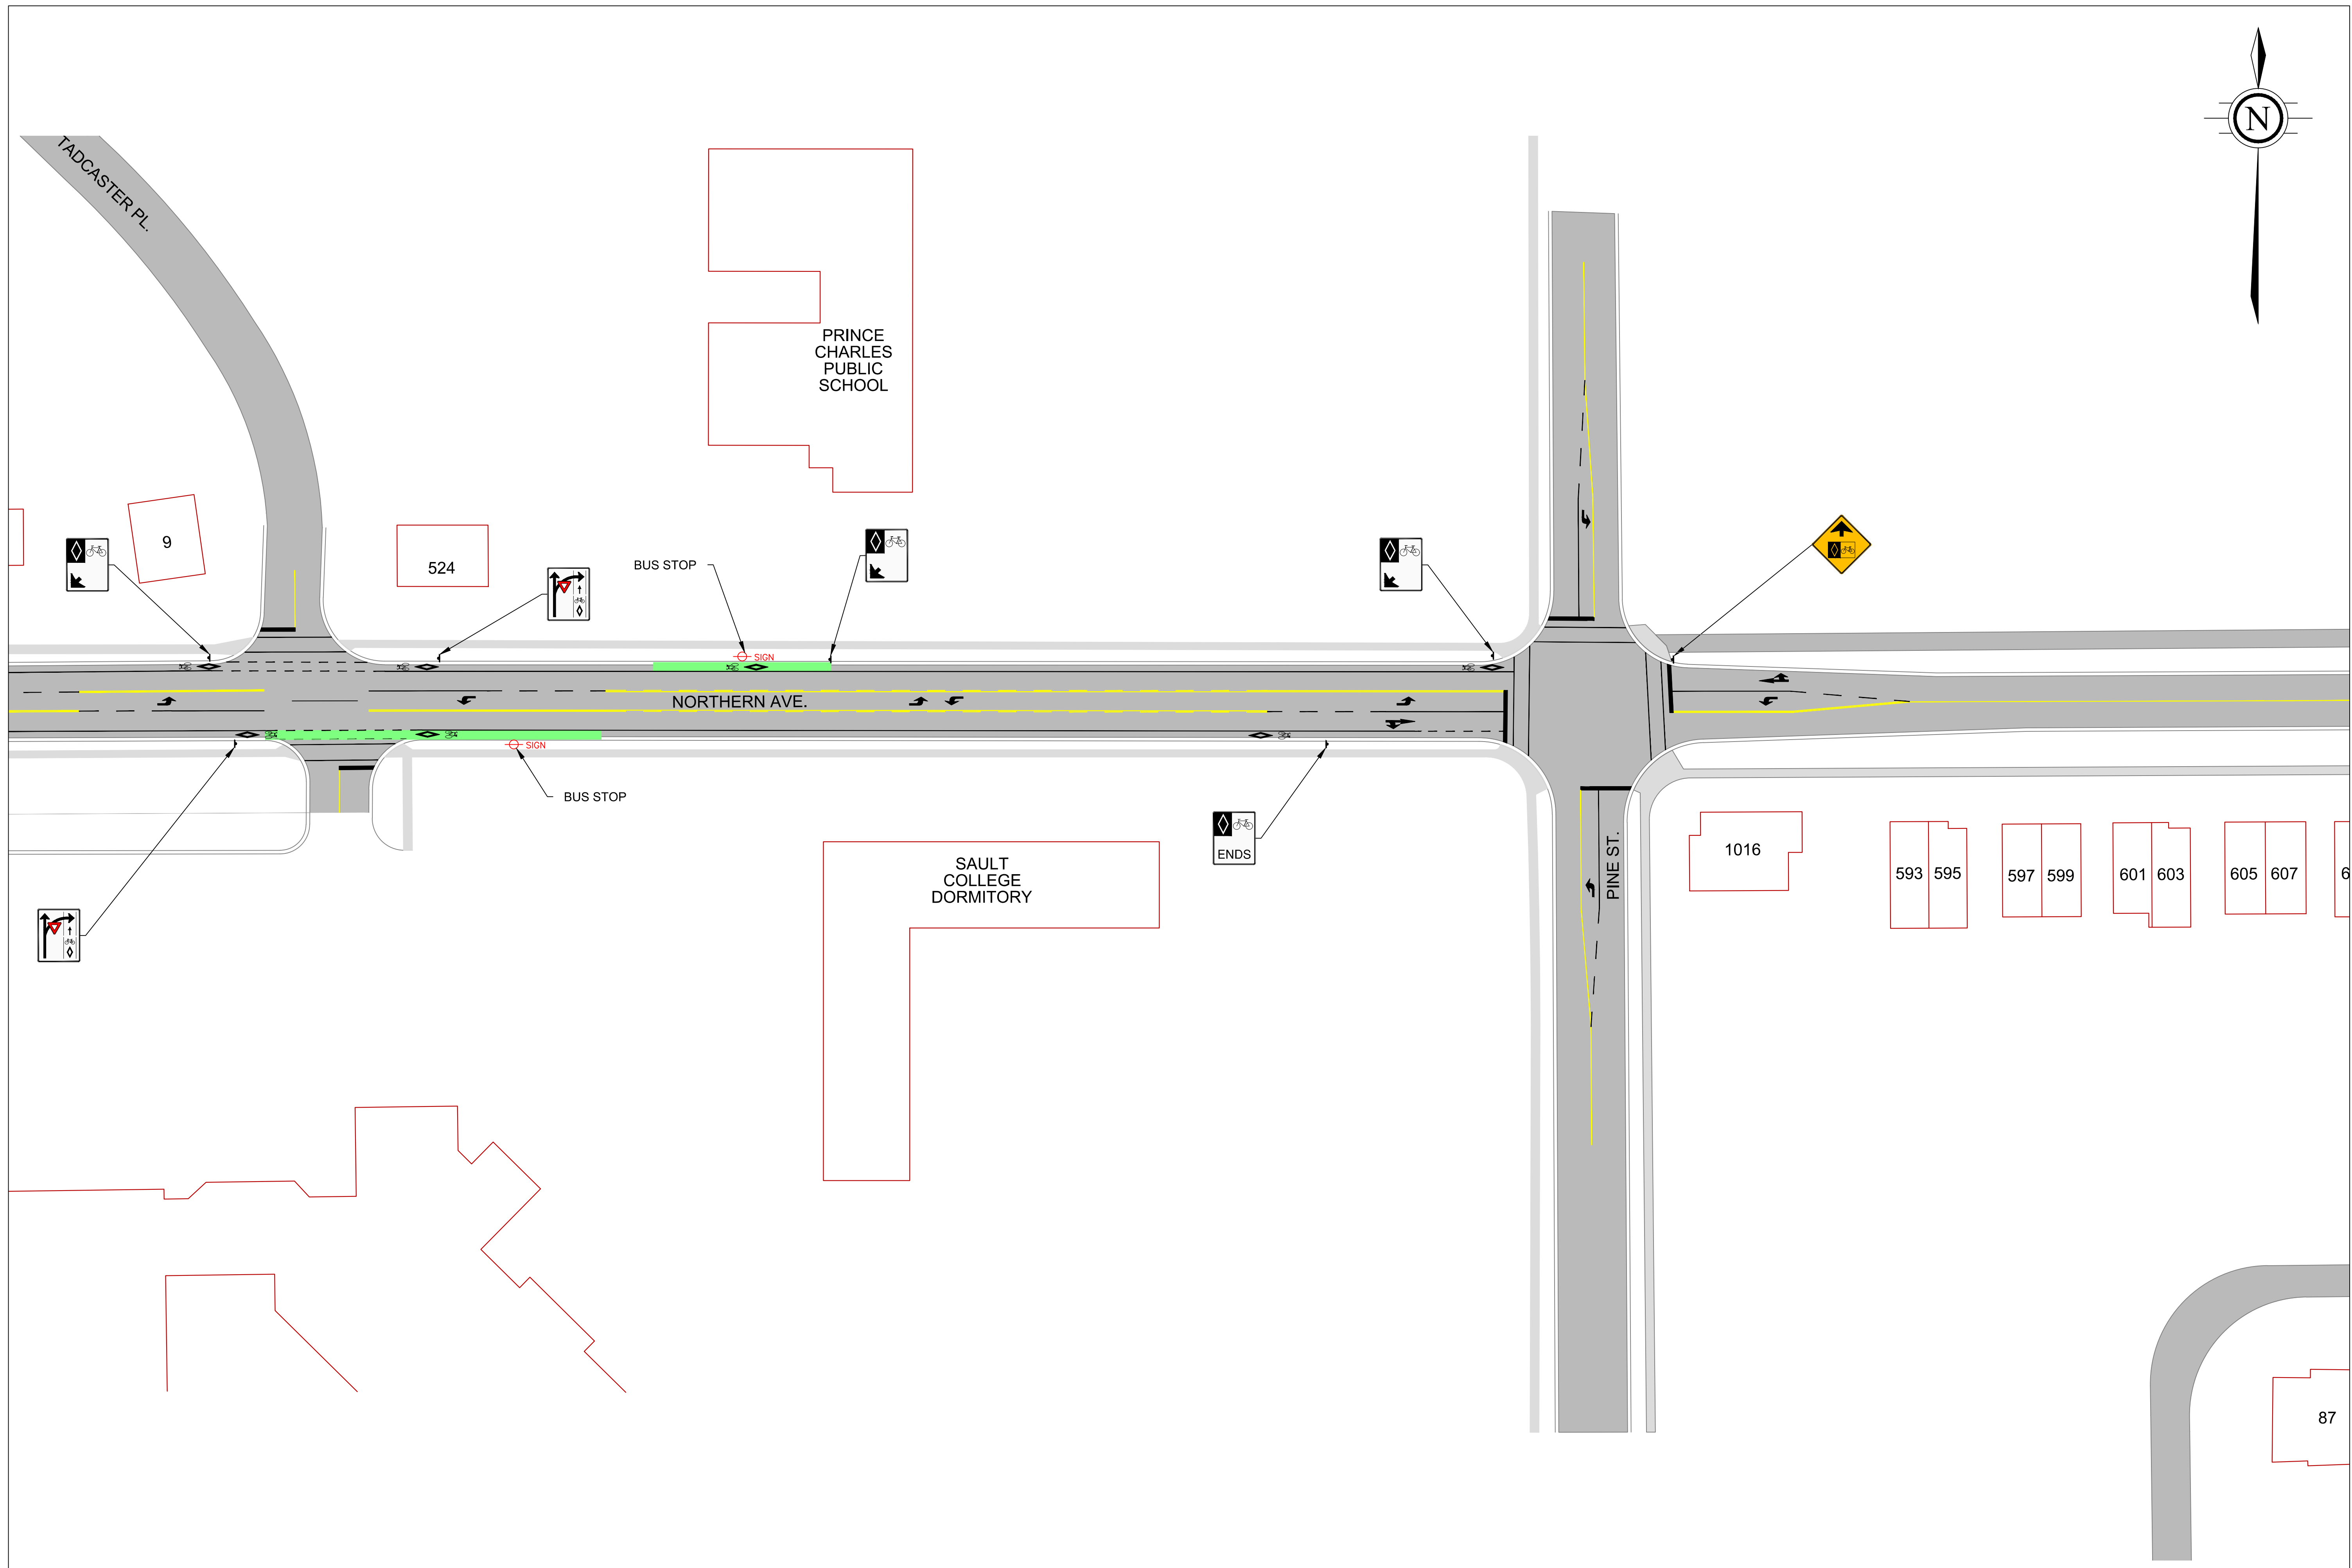 N
TADCASTER PL.
PRINCE
CHARLES
PUBLIC
SCHOOL
9
524
BUS STOP
SIGN
NORTHERN AVE.
SIGN
BUS STOP
ENDS
SAULT
COLLEGE
DORMITORY
PINE ST.
1016
593
595
597
599
601
603
605
607
6
87